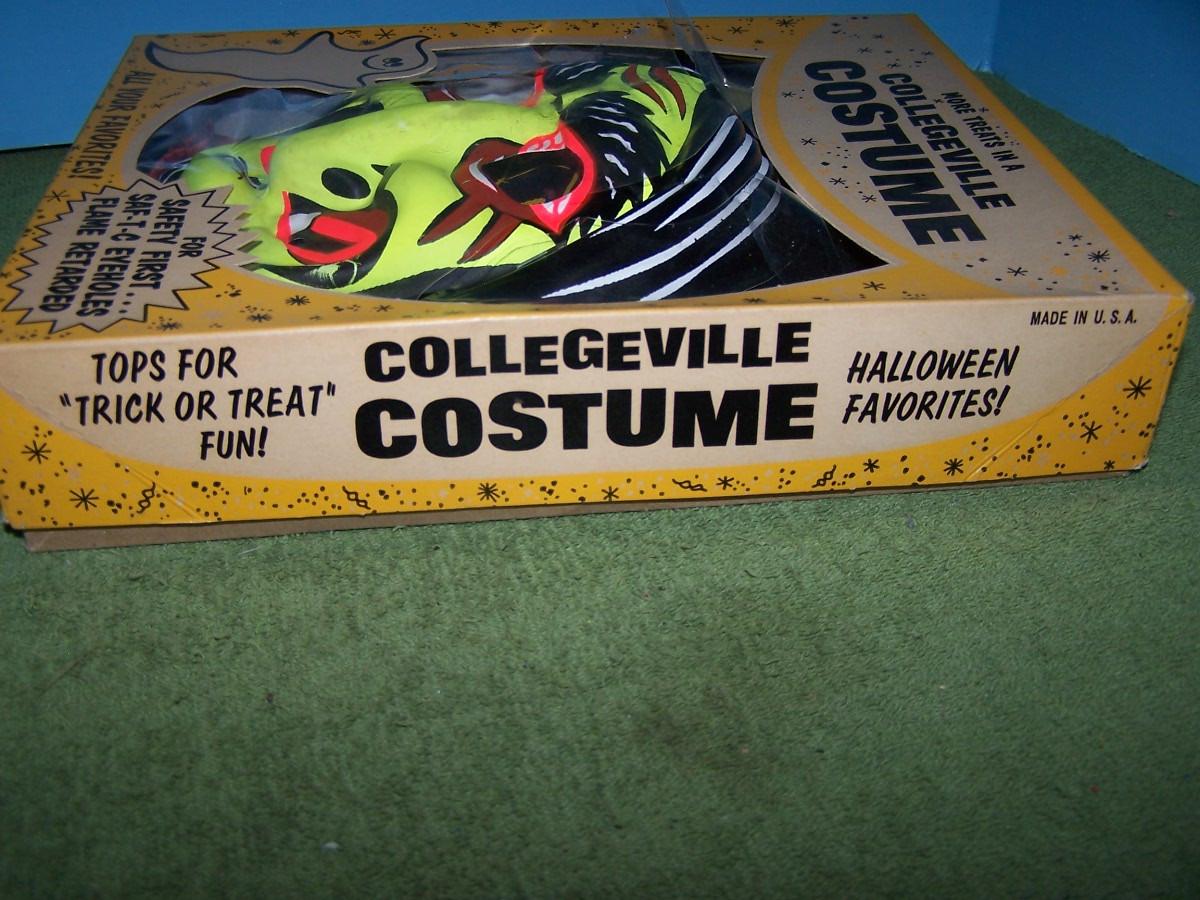 ALL YOUR FAVORITES!
FOR
SAFETY FIRST...
SAF-T-C EYEHOLES
FLAME RETARDED
MORE TREATS IN A
COLLEGEVILLE
COSTUME
MADE IN U.S.A.
TOPS FOR
"TRICK OR TREAT"
FUN!
COLLEGEVILLE
COSTUME
HALLOWEEN
FAVORITES!